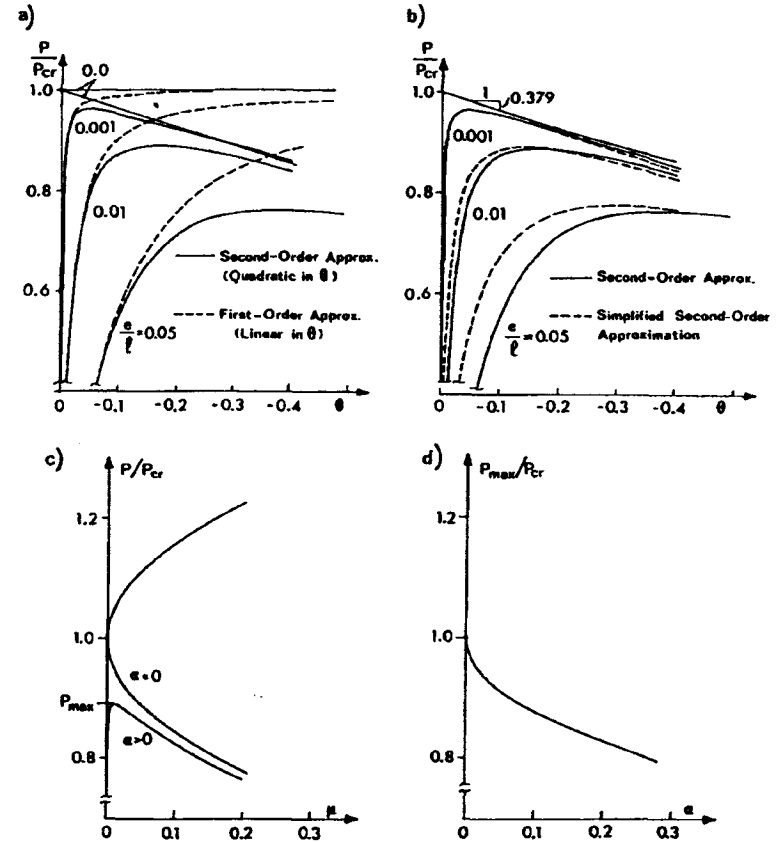 a)
P
Pcr
0.0
1.0
0.001
0.8
0.01
Second-Order Approx.
(Quadratic in θ)
0.6
First-Order Approx.
(Linear in θ)
e
ℓ =0.05
0 -0.1 -0.2 -0.3 -0.4 θ
b)
P
Pcr
1
1.0
0.379
0.001
0.8
0.01
Second-Order Approx.
0.6
Simplified Second-Order
Approximation
e
ℓ =0.05
0 -0.1 -0.2 -0.3 -0.4 θ
c)
P/Pcr
1.2
1.0
α=0
Pmax
α>0
0.8
μ
0 0.1 0.2 0.3
d)
Pmax/Pcr
1.2
1.0
0.8
α
0 0.1 0.2 0.3